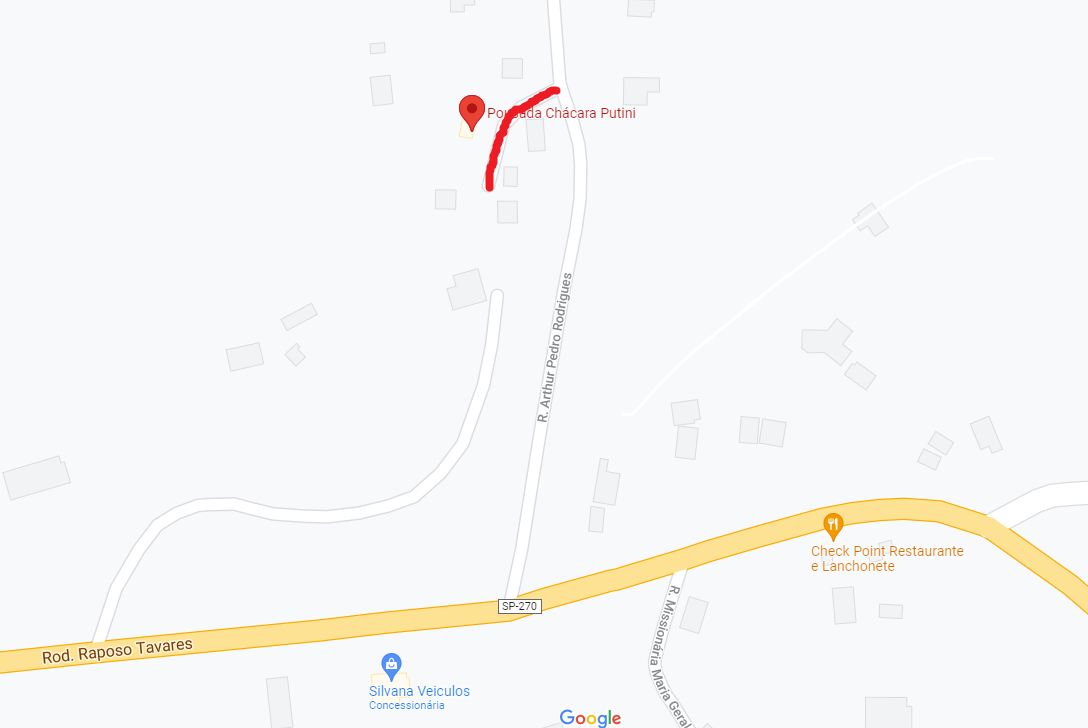 Pousada Chácara Putini
R. Arthur Pedro Rodrigues
Check Point Restaurante
e Lanchonete
SP-270
R. Missionária Maria Geral
Rod. Raposo Tavares
Silvana Veiculos
Concessionária
Google